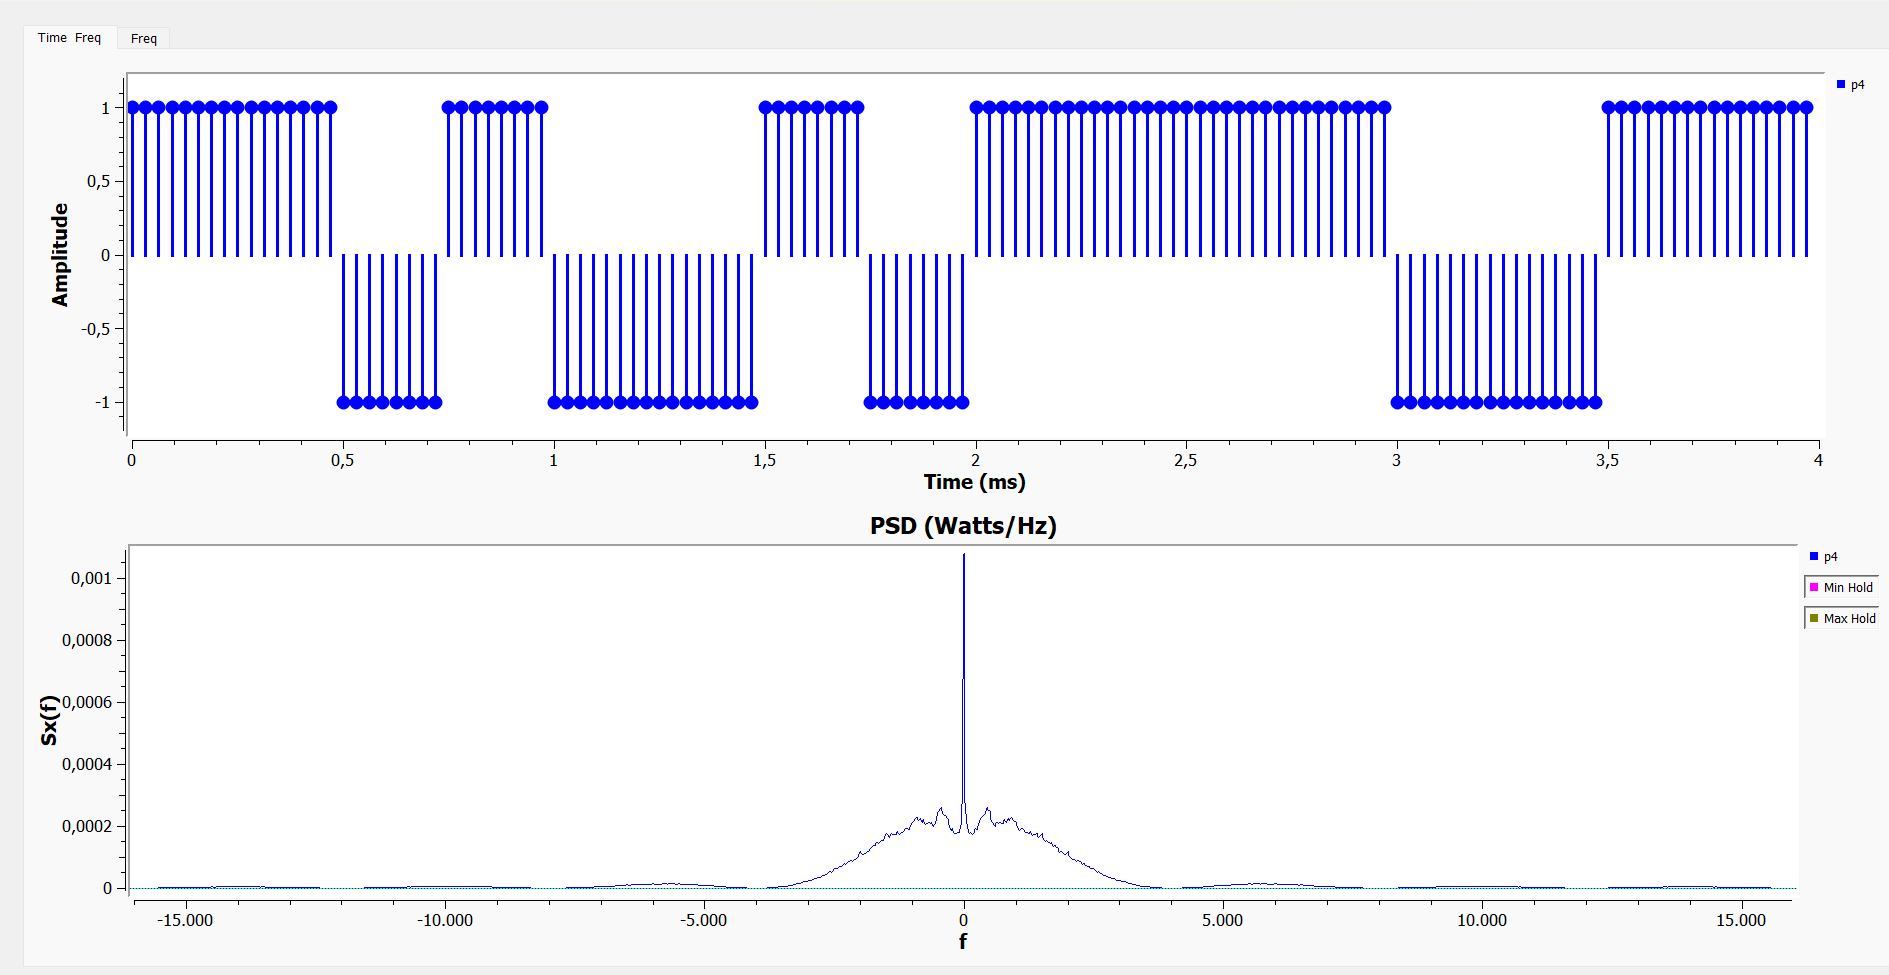 Time Freq
Freq
p4
1
0,5
0
-0,5
-1
Amplitude
0
0,5
1
1,5
2
2,5
3
3,5
4
Time (ms)
PSD (Watts/Hz)
p4
Min Hold
Max Hold
0,001
0,0008
0,0006
0,0004
0,0002
0
Sx(f)
-15.000
-10.000
-5.000
0
5.000
10.000
15.000
f